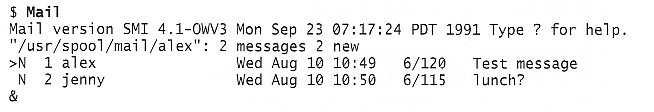 $ Mail
Mail version SMI 4.1-OWV3 Mon Sep 23 07:17:24 PDT 1991 Type ? for help.
"/usr/spool/mail/alex": 2 messages 2 new
>N 1 alex Wed Aug 10 10:49 6/120 Test message
N 2 jenny Wed Aug 10 10:50 6/115 lunch?
&